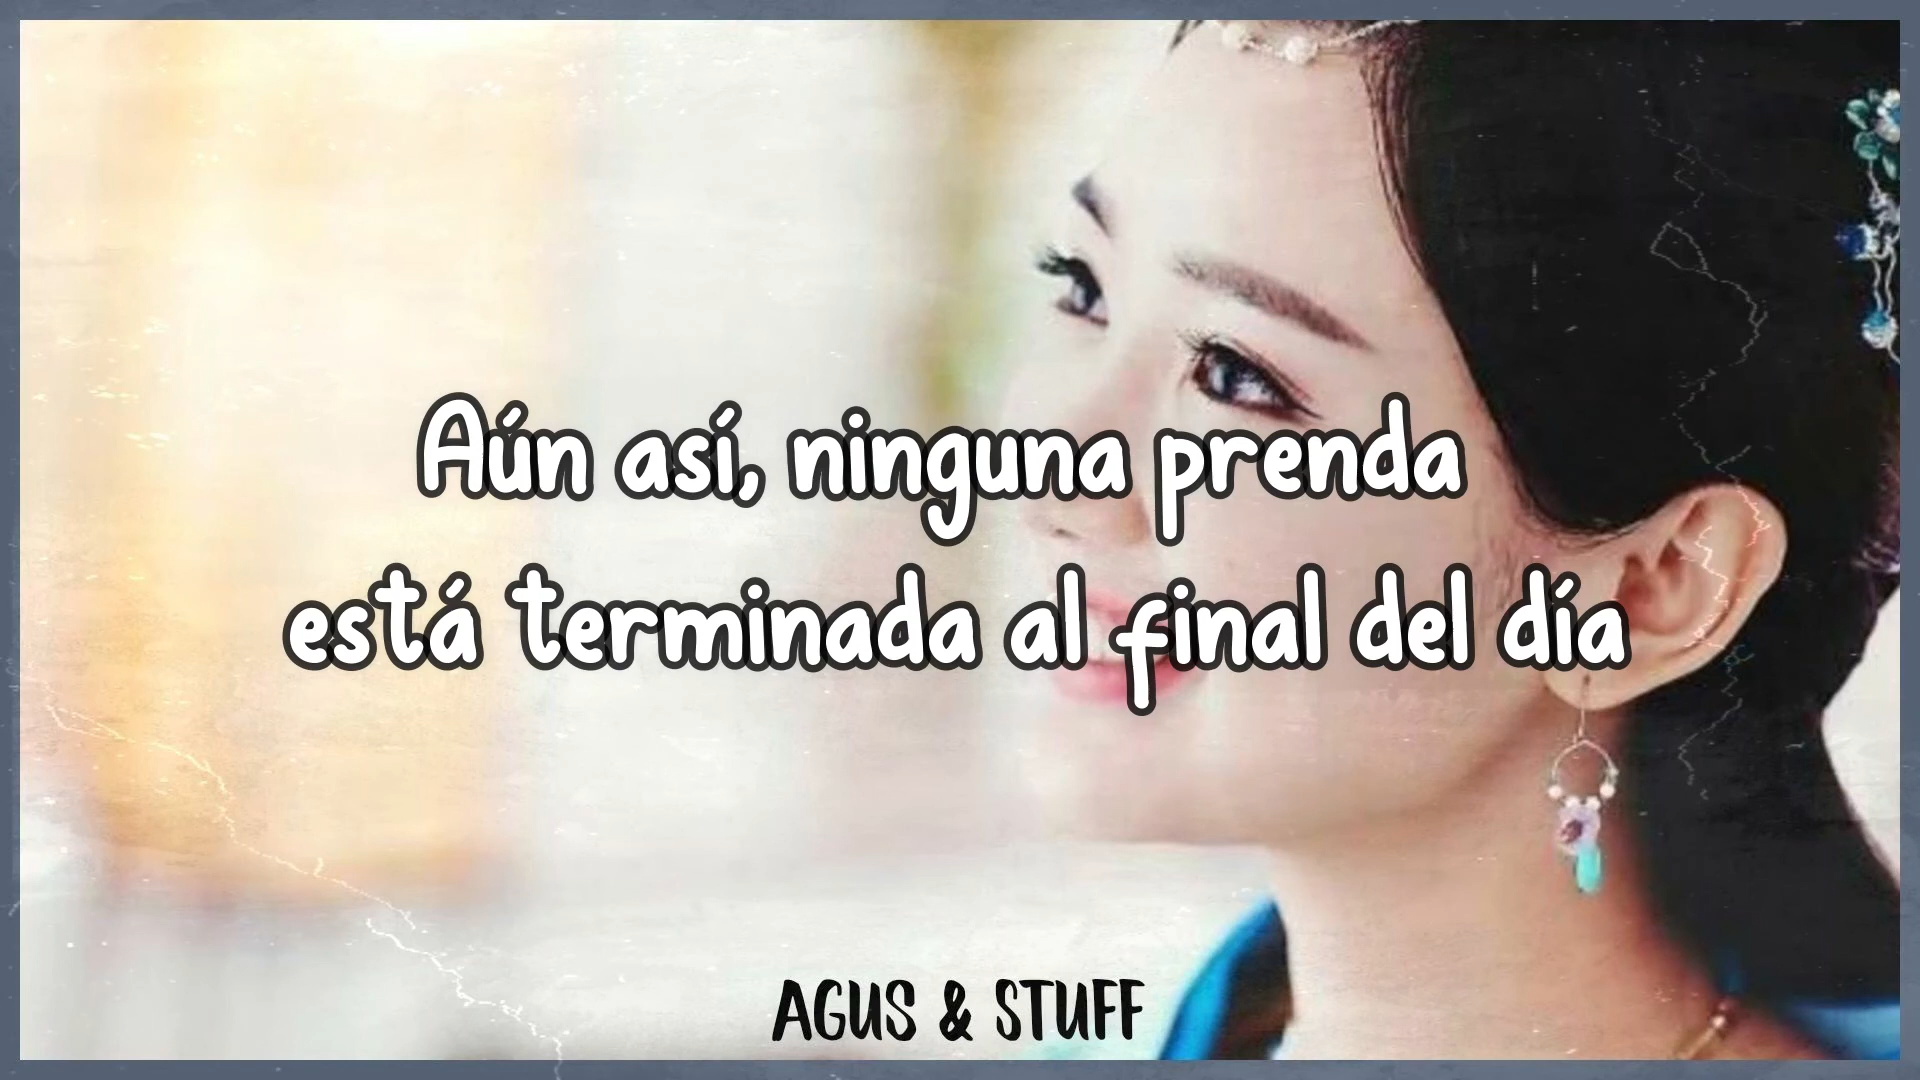 Aún así, ninguna prenda
está terminada al final del día
AGUS & STUFF